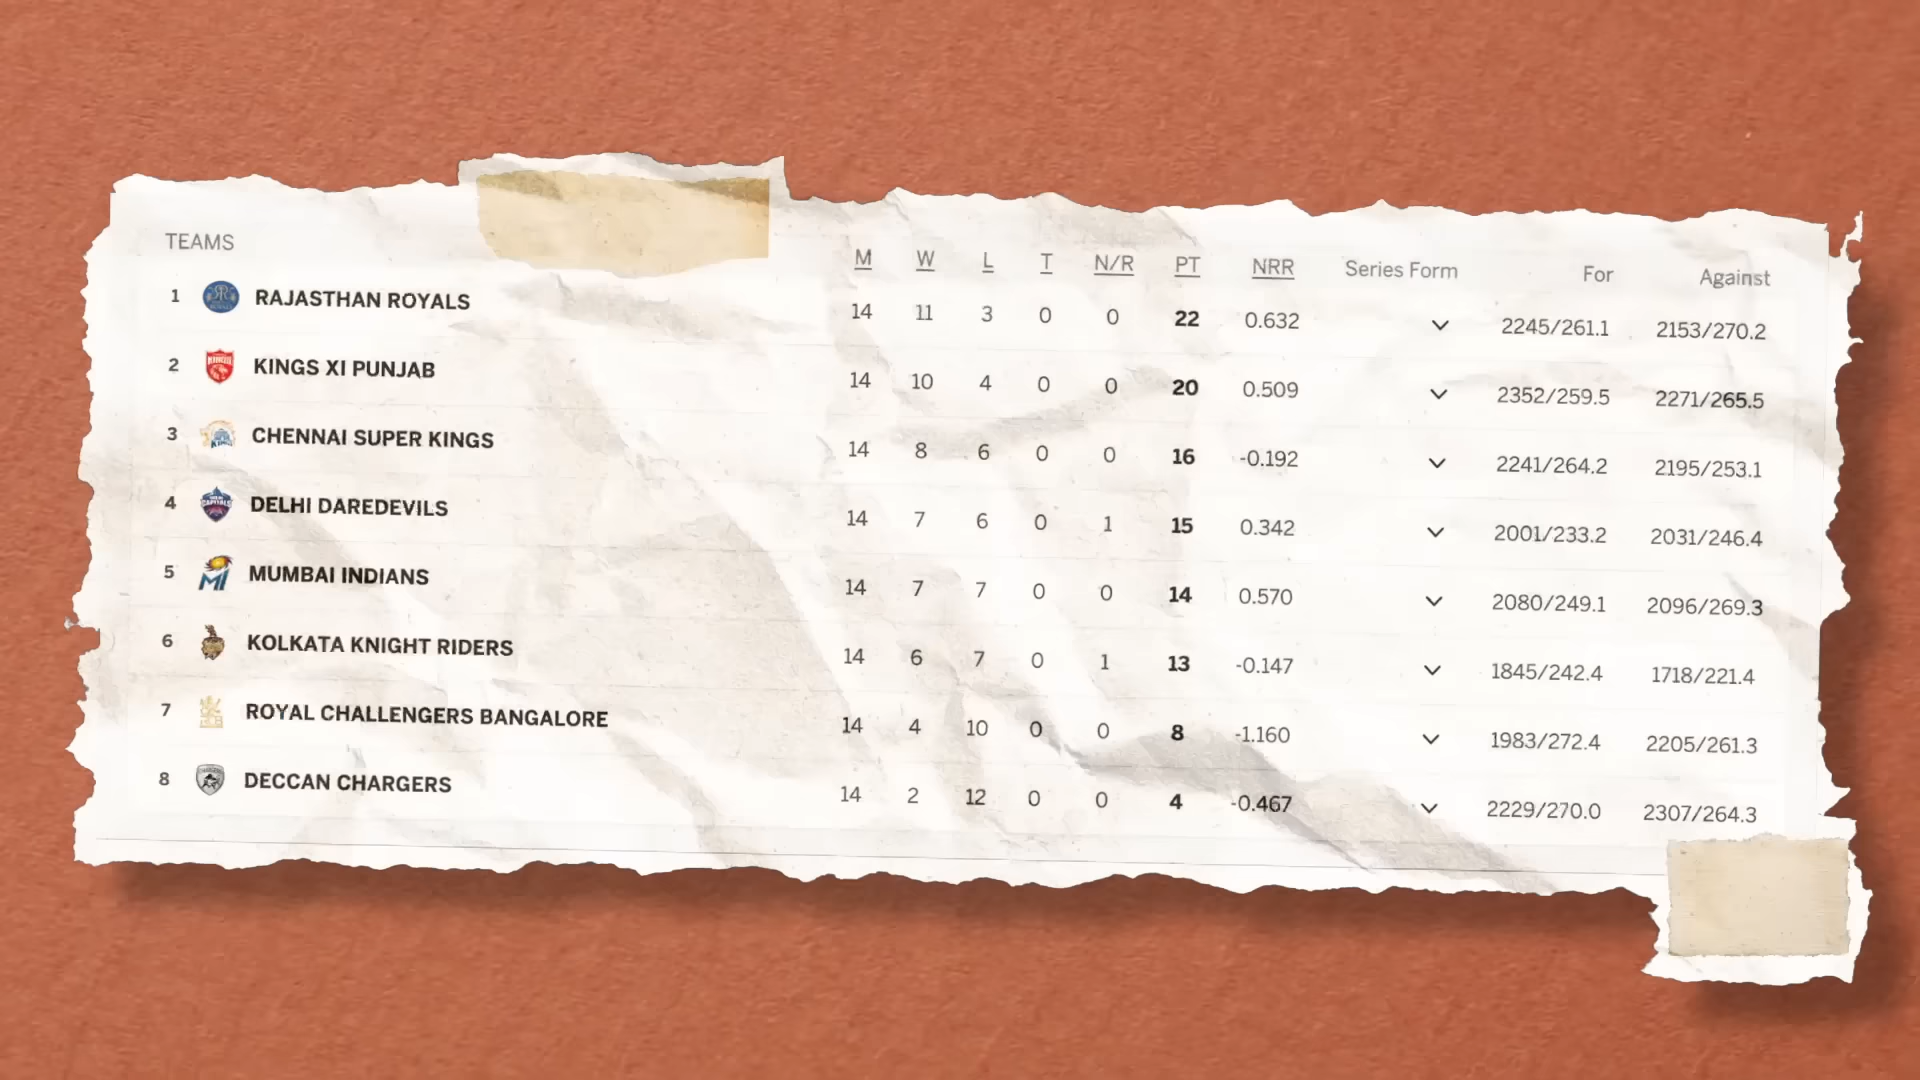 TEAMS M W L T N/R PT NRR Series Form For Against
1 RAJASTHAN ROYALS 14 11 3 0 0 22 0.632 2245/261.1 2153/270.2
2 KINGS XI PUNJAB 14 10 4 0 0 20 0.509 2352/259.5 2271/265.5
3 CHENNAI SUPER KINGS 14 8 6 0 0 16 -0.192 2241/264.2 2195/253.1
4 DELHI DAREDEVILS 14 7 6 0 1 15 0.342 2001/233.2 2031/246.4
5 MUMBAI INDIANS 14 7 7 0 0 14 0.570 2080/249.1 2096/269.3
6 KOLKATA KNIGHT RIDERS 14 6 7 0 1 13 -0.147 1845/242.4 1718/221.4
7 ROYAL CHALLENGERS BANGALORE 14 4 10 0 0 8 -1.160 1983/272.4 2205/261.3
8 DECCAN CHARGERS 14 2 12 0 0 4 -0.467 2229/270.0 2307/264.3